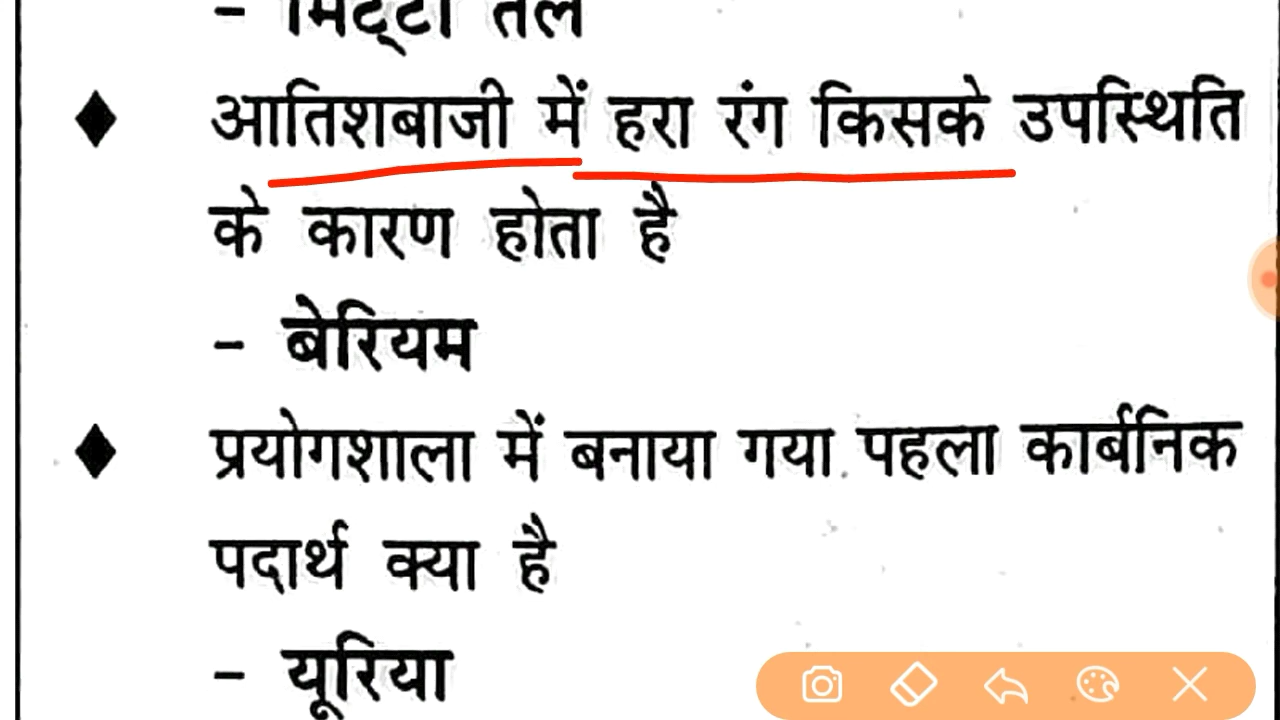 - मिट्टी तेल
♦ आतिशबाजी में हरा रंग किसके उपस्थिति
के कारण होता है
- बेरियम
♦ प्रयोगशाला में बनाया गया पहला कार्बनिक
पदार्थ क्या है
- यूरिया